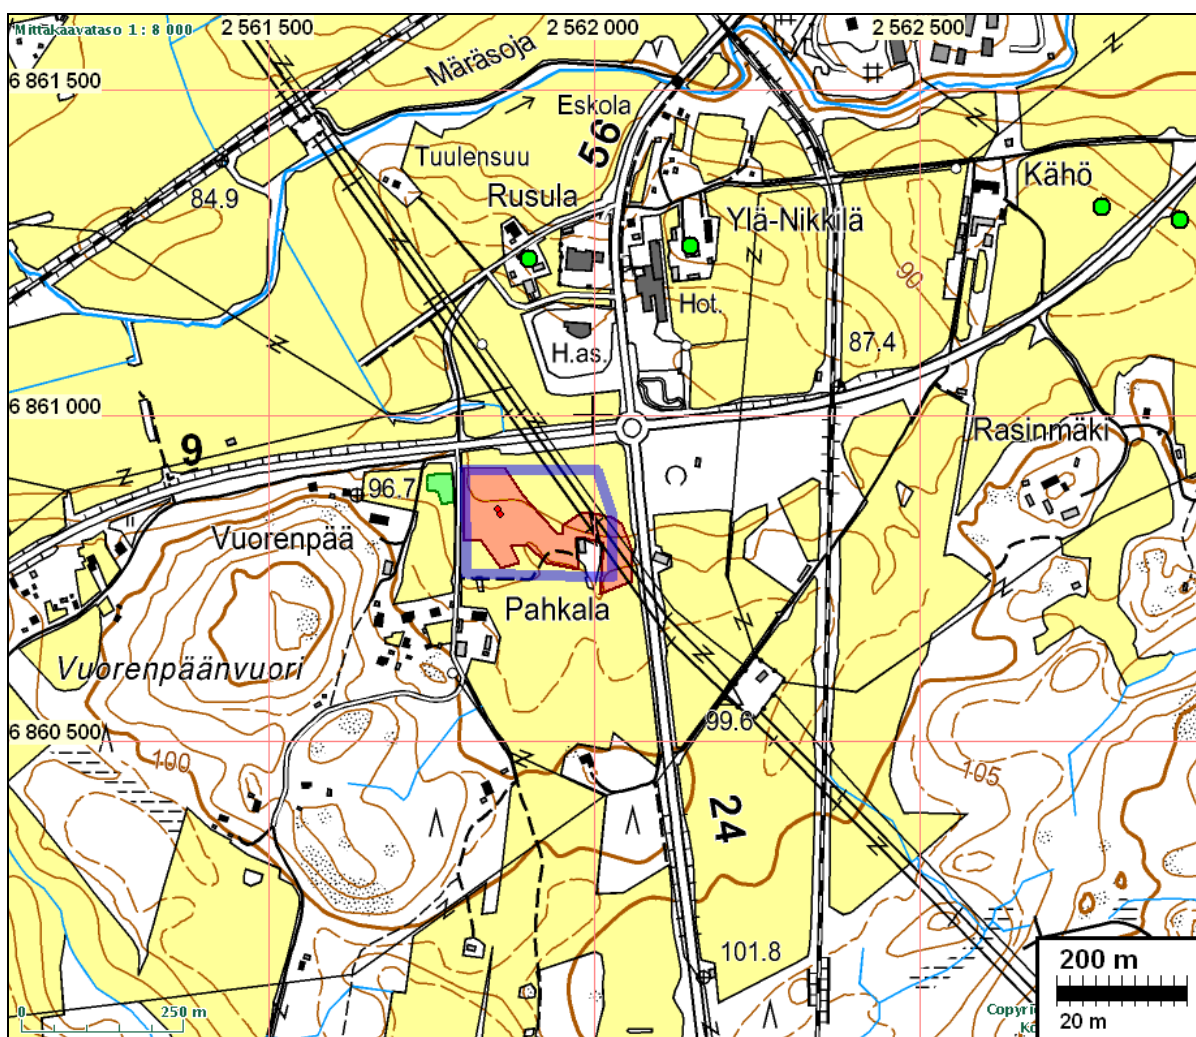 Mittakaavataso 1 : 8 000
2 561 500
2 562 000
2 562 500
6 861 500
Märäsoja
Eskola
56
Tuulensuu
Rusula
84.9
Ylä-Nikkilä
Kähö
90
Hot.
H.as.
87.4
6 861 000
9
Rasinmäki
96.7
Vuorenpää
Pahkala
Vuorenpäänvuori
99.6
6 860 500
100
105
24
101.8
200 m
20 m
0
250 m